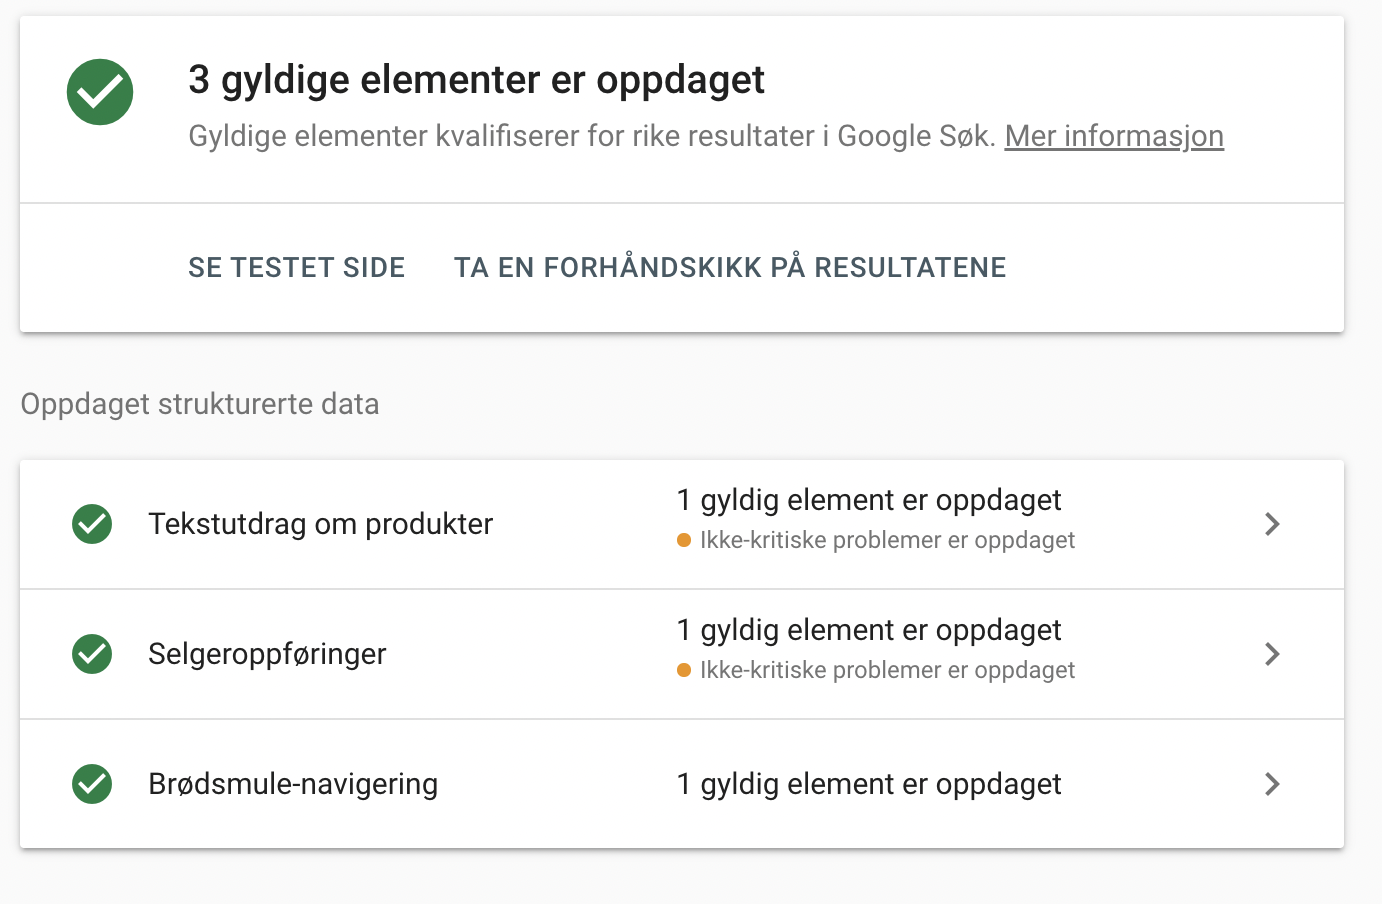 3 gyldige elementer er oppdaget
Gyldige elementer kvalifiserer for rike resultater i Google Søk. Mer informasjon
SE TESTET SIDE TA EN FORHÅNDSKIKK PÅ RESULTATENE
Oppdaget strukturerte data
Tekstutdrag om produkter
1 gyldig element er oppdaget
Ikke-kritiske problemer er oppdaget
Selgeroppføringer
1 gyldig element er oppdaget
Ikke-kritiske problemer er oppdaget
Brødsmule-navigering
1 gyldig element er oppdaget